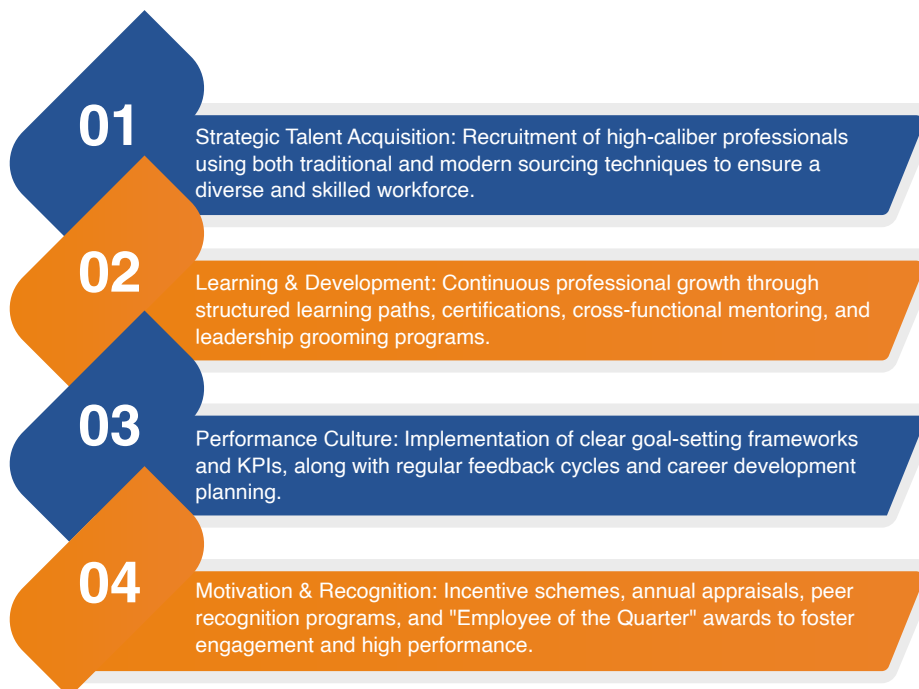 01
Strategic Talent Acquisition: Recruitment of high-caliber professionals
using both traditional and modern sourcing techniques to ensure a
diverse and skilled workforce.
02
Learning & Development: Continuous professional growth through
structured learning paths, certifications, cross-functional mentoring, and
leadership grooming programs.
03
Performance Culture: Implementation of clear goal-setting frameworks
and KPIs, along with regular feedback cycles and career development
planning.
04
Motivation & Recognition: Incentive schemes, annual appraisals, peer
recognition programs, and "Employee of the Quarter" awards to foster
engagement and high performance.